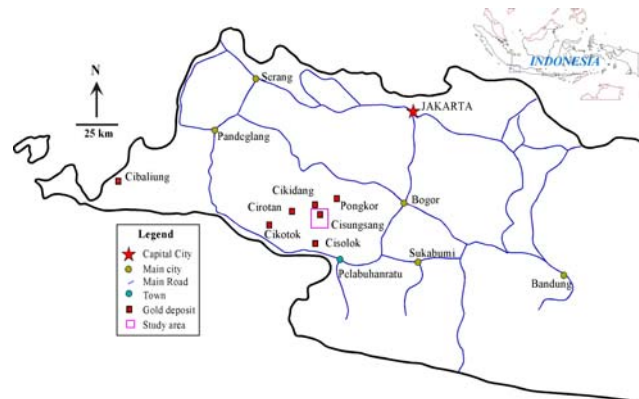 INDONESIA
N
25 km
Serang
JAKARTA
Pandeglang
Cibaliung
Cikidang
Pongkor
Cirotan
Cisungsang
Bogor
Cikotok
Cisolok
Sukabumi
Pelabuhanratu
Bandung
Legend
Capital City
Main city
Main Road
Town
Gold deposit
Study area